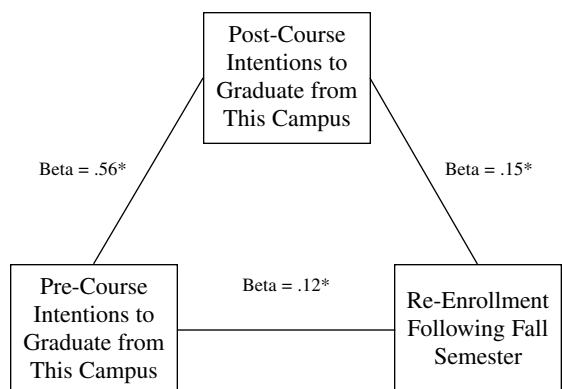 Post-Course
Intentions to
Graduate from
This Campus
Beta = .56*
Beta = .15*
Pre-Course
Intentions to
Graduate from
This Campus
Beta = .12*
Re-Enrollment
Following Fall
Semester